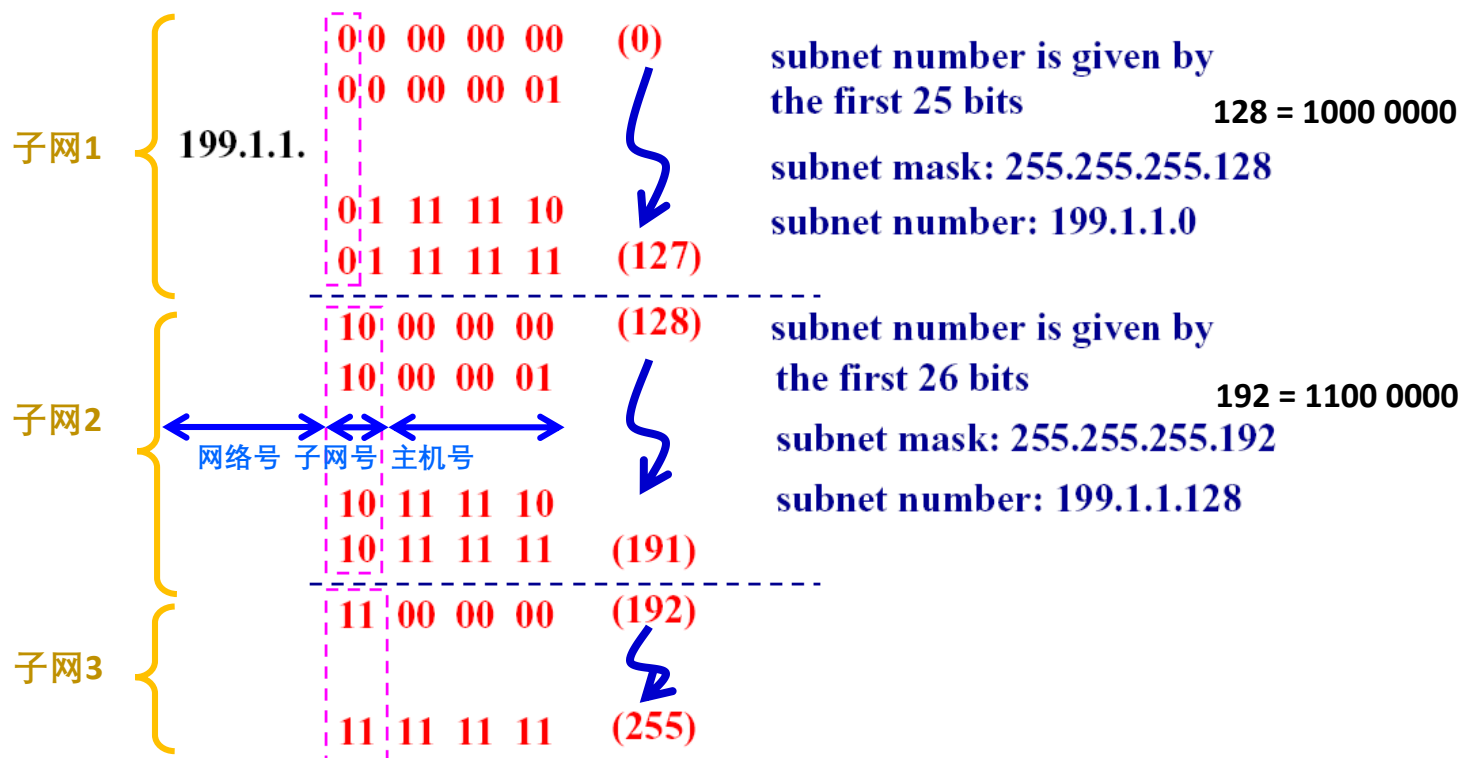 0 0 00 00 00 (0)
0 0 00 00 01
子网1
199.1.1.
0 1 11 11 10
0 1 11 11 11 (127)
subnet number is given by
the first 25 bits
128 = 1000 0000
subnet mask: 255.255.255.128
subnet number: 199.1.1.0
10 00 00 00 (128)
10 00 00 01
子网2
网络号 子网号 主机号
10 11 11 10
10 11 11 11 (191)
subnet number is given by
the first 26 bits
192 = 1100 0000
subnet mask: 255.255.255.192
subnet number: 199.1.1.128
11 00 00 00 (192)
子网3
11 11 11 11 (255)